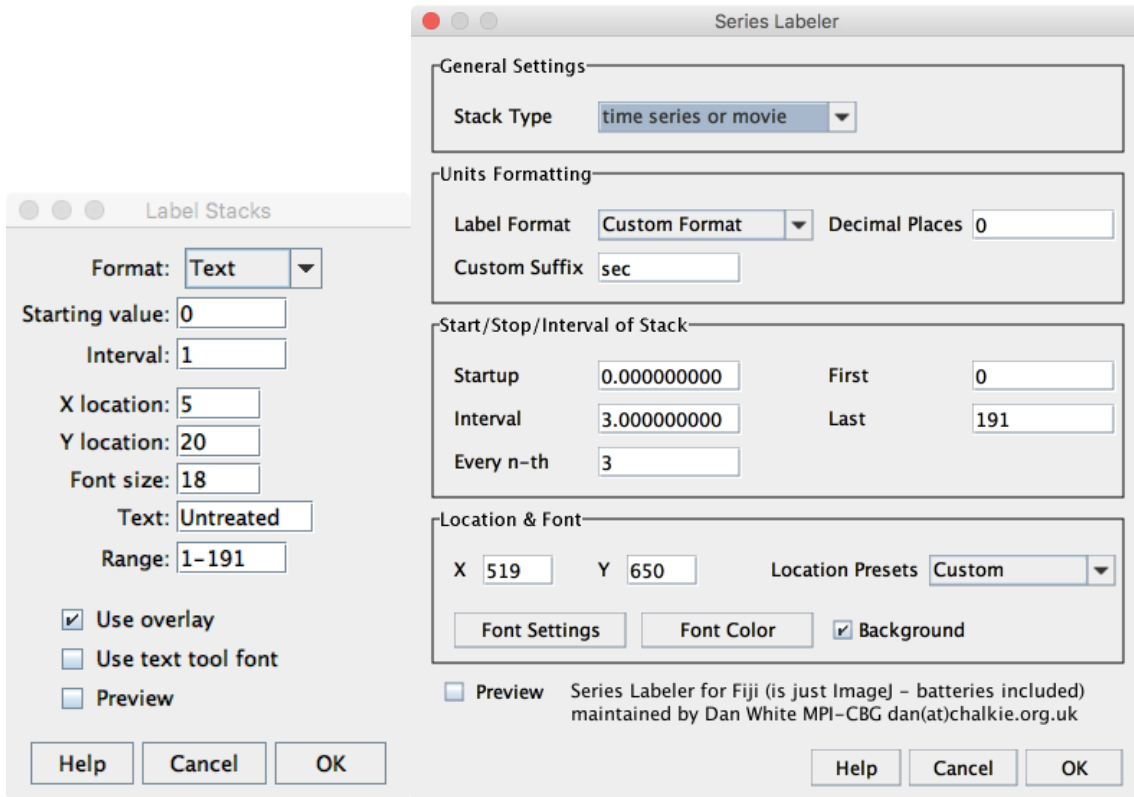 Label Stacks
Format: Text
Starting value: 0
Interval: 1
X location: 5
Y location: 20
Font size: 18
Text: Untreated
Range: 1-191
Use overlay
Use text tool font
Preview
Help Cancel OK
Series Labeler
General Settings
Stack Type time series or movie
Units Formatting
Label Format Custom Format Decimal Places 0
Custom Suffix sec
Start/Stop/Interval of Stack
Startup 0.000000000 First 0
Interval 3.000000000 Last 191
Every n-th 3
Location & Font
X 519 Y 650 Location Presets Custom
Font Settings Font Color Background
Preview Series Labeler for Fiji (is just ImageJ - batteries included)
maintained by Dan White MPI-CBG dan(at)chalkie.org.uk
Help Cancel OK